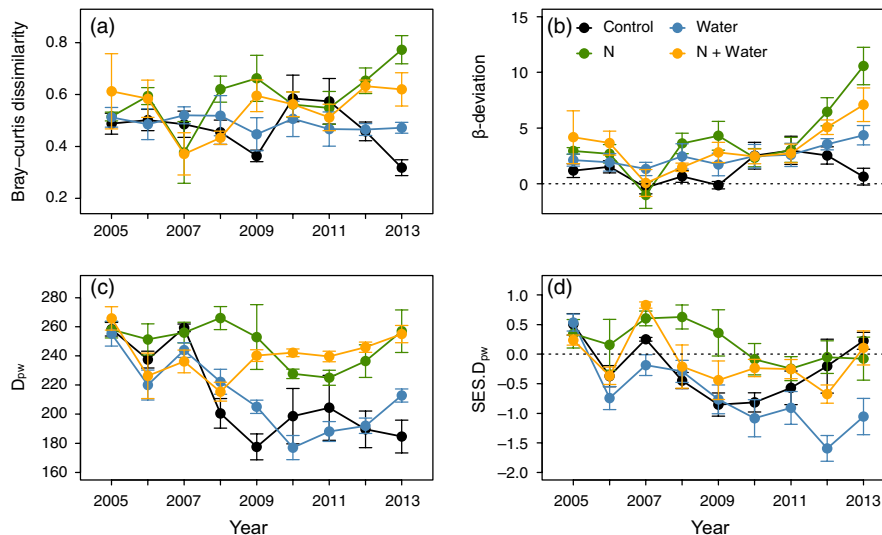 (a)
Bray–curtis dissimilarity
0.8
0.6
0.4
0.2
2005 2007 2009 2011 2013
(b)
Control Water
N N + Water
β-deviation
15
10
5
0
(c)
D_pw
280
260
240
220
200
180
160
2005 2007 2009 2011 2013
Year
(d)
SES.D_pw
1.0
0.5
0.0
–0.5
–1.0
–1.5
–2.0
2005 2007 2009 2011 2013
Year